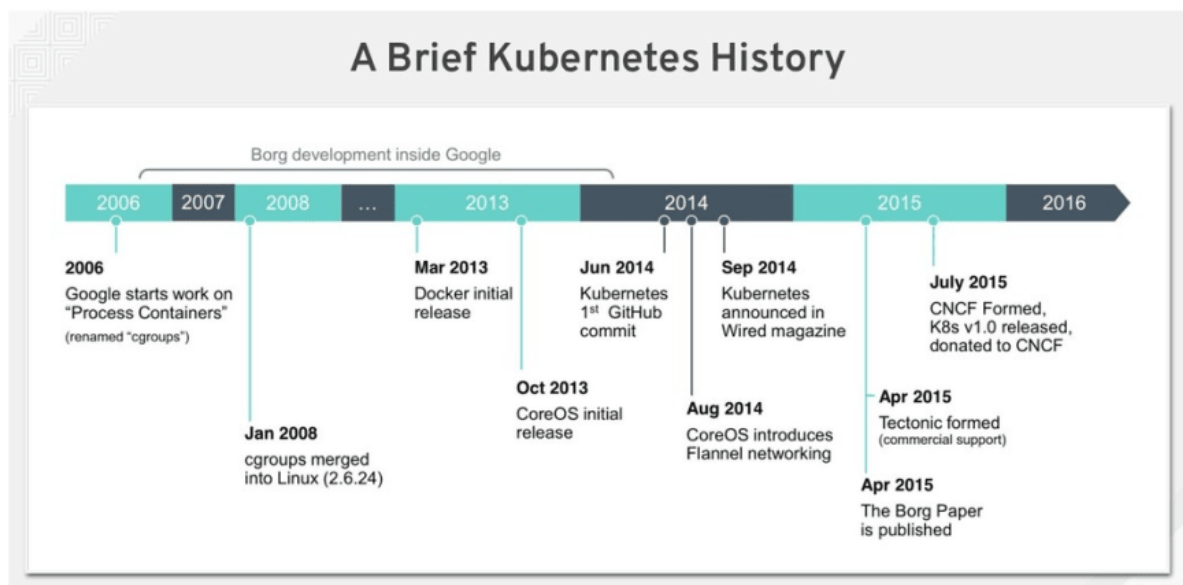 A Brief Kubernetes History
Borg development inside Google
2006
2007
2008
...
2013
2014
2015
2016
2006
Google starts work on
“Process Containers”
(renamed “cgroups”)
Jan 2008
cgroups merged
into Linux (2.6.24)
Mar 2013
Docker initial
release
Oct 2013
CoreOS initial
release
Jun 2014
Kubernetes
1st GitHub
commit
Aug 2014
CoreOS introduces
Flannel networking
Sep 2014
Kubernetes
announced in
Wired magazine
Apr 2015
Tectonic formed
(commercial support)
Apr 2015
The Borg Paper
is published
July 2015
CNCF Formed,
K8s v1.0 released,
donated to CNCF